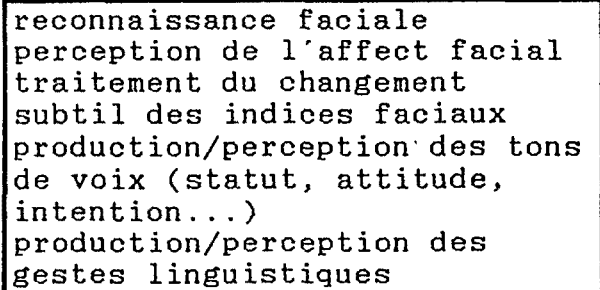 reconnaissance faciale
perception de l'affect facial
traitement du changement
subtil des indices faciaux
production/perception des tons
de voix (statut, attitude,
intention...)
production/perception des
gestes linguistiques